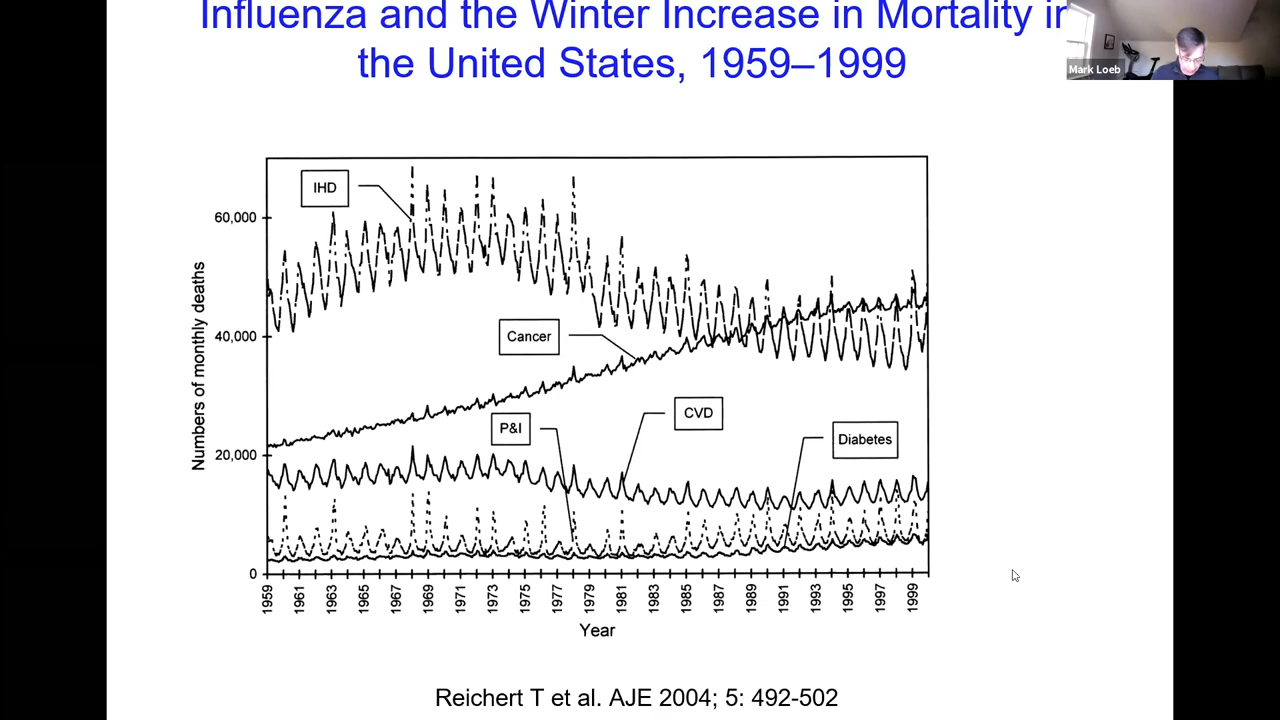 Influenza and the Winter Increase in Mortality in
the United States, 1959–1999
Mark Loeb
IHD
60,000
Cancer
40,000
CVD
P&I
Diabetes
20,000
0
Numbers of monthly deaths
1959 1961 1963 1965 1967 1969 1971 1973 1975 1977 1979 1981 1983 1985 1987 1989 1991 1993 1995 1997 1999
Year
Reichert T et al. AJE 2004; 5: 492-502